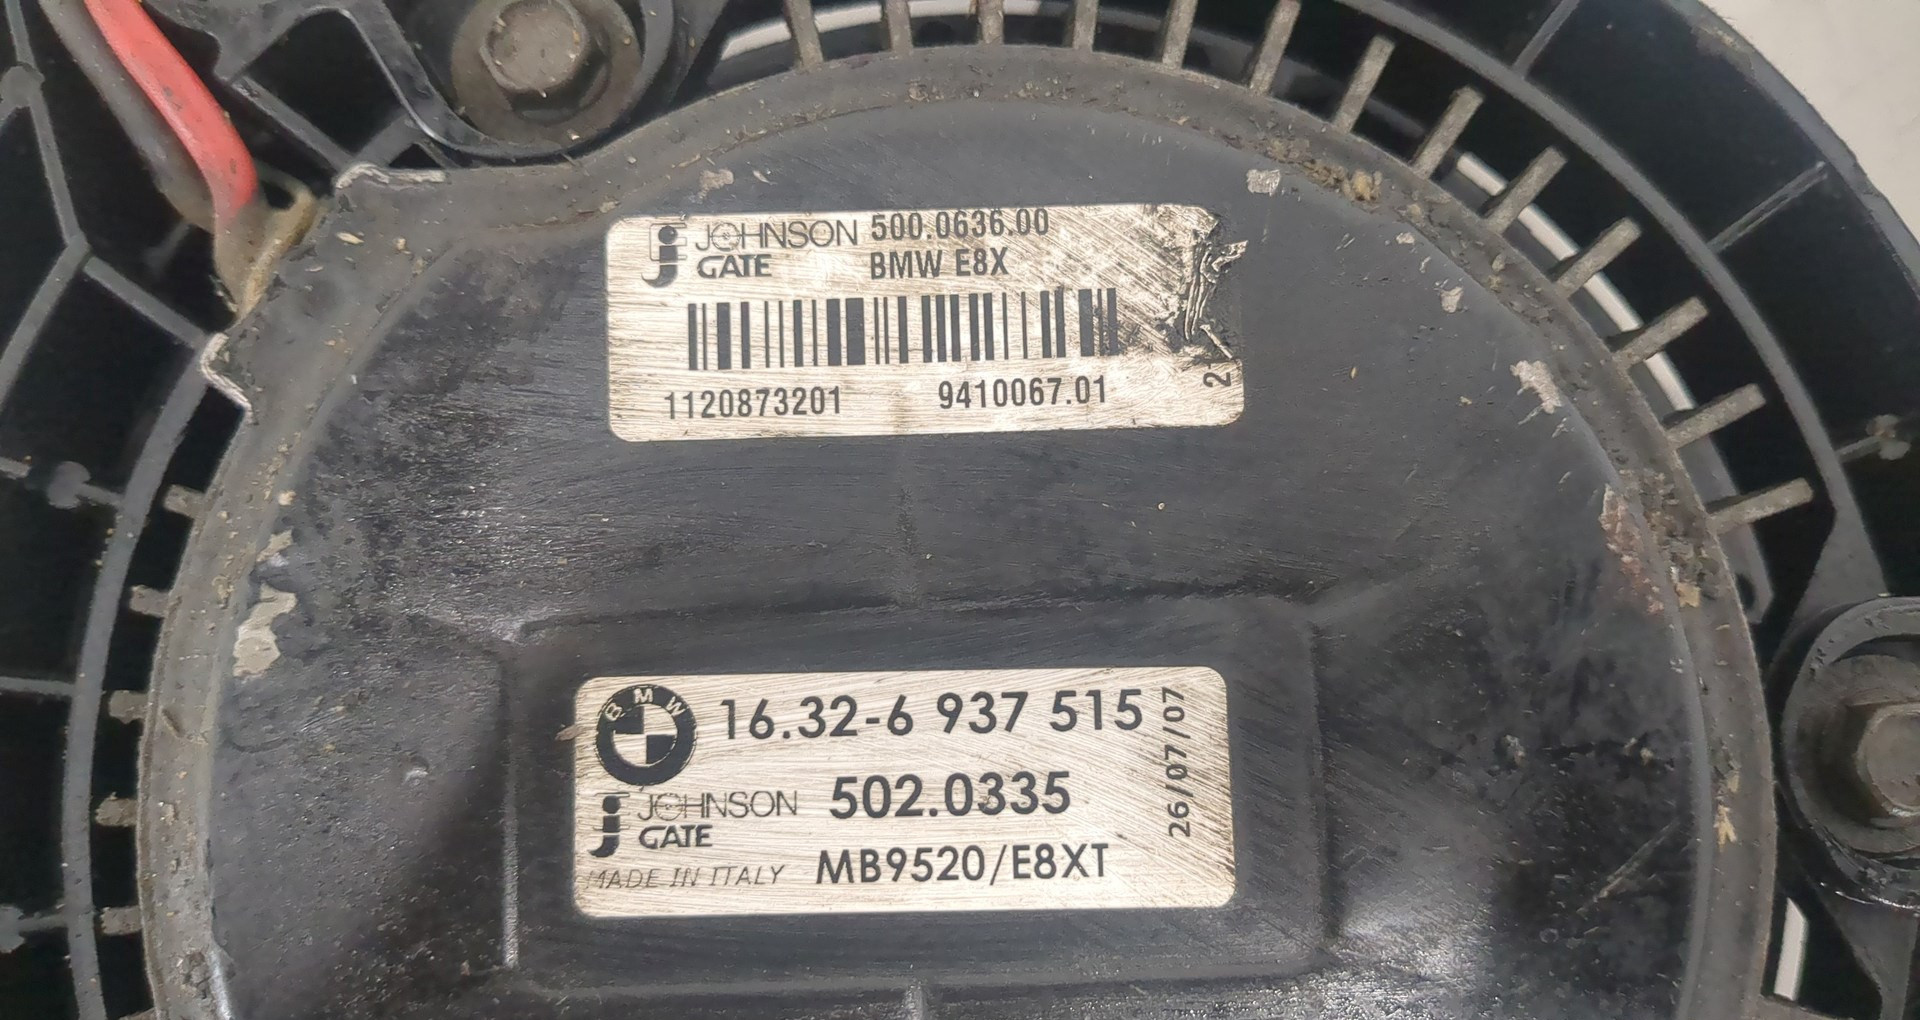 JOHNSON 500.0636.00
GATE BMW E8X
1120873201 9410067.01
2
BMW 16.32-6 937 515
JOHNSON 502.0335
GATE
MADE IN ITALY MB9520/E8XT
26/07/07